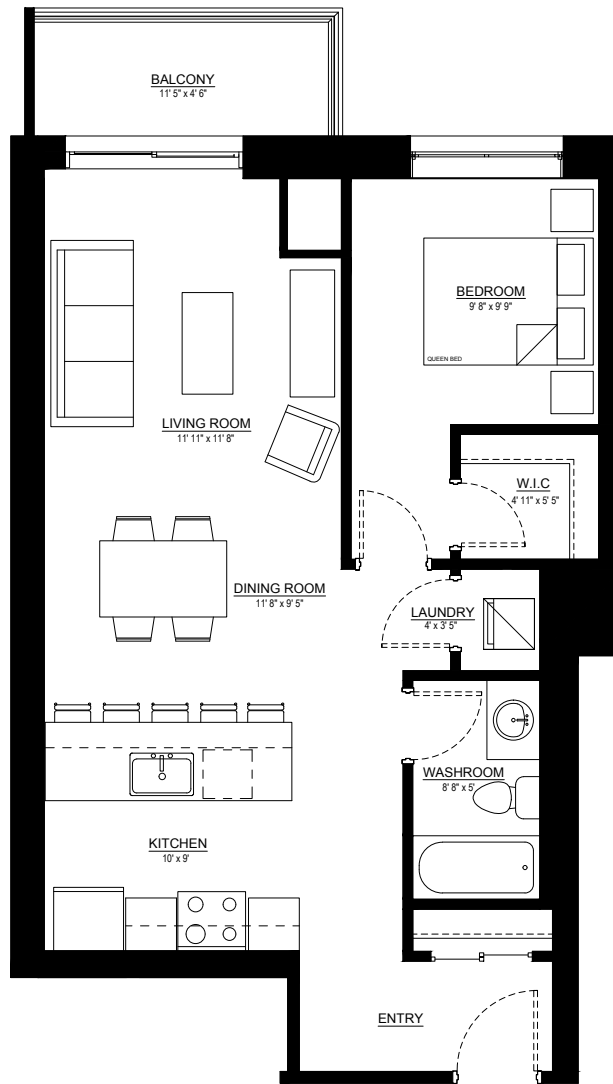 BALCONY
11' 5" x 4' 6"
BEDROOM
9' 8" x 9' 9"
QUEEN BED
LIVING ROOM
11' 11" x 11' 8"
W.I.C
4' 11" x 5' 5"
DINING ROOM
11' 8" x 9' 5"
LAUNDRY
4' x 3' 5"
WASHROOM
8' 8" x 5'
KITCHEN
10' x 9'
ENTRY